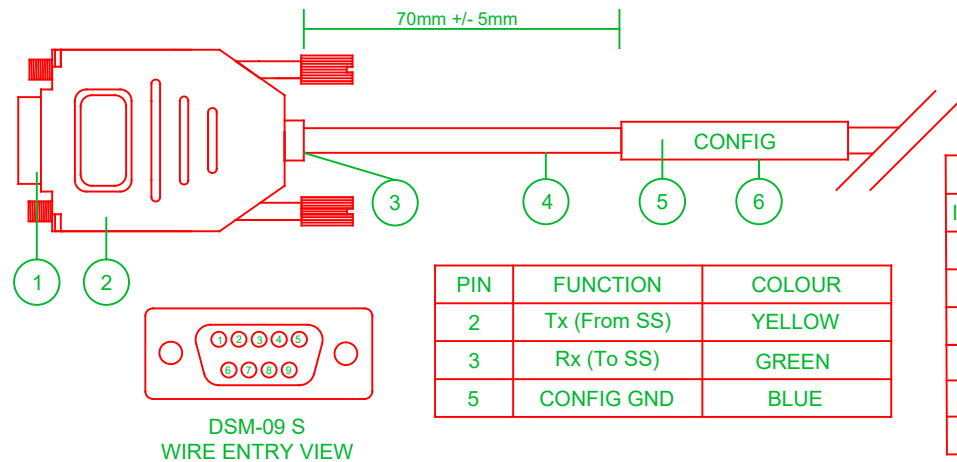 70mm +/- 5mm
CONFIG
3
4
5
6
1
2
PIN FUNCTION COLOUR
2 Tx (From SS) YELLOW
3 Rx (To SS) GREEN
5 CONFIG GND BLUE
1 2 3 4 5
6 7 8 9
DSM-09 S
WIRE ENTRY VIEW